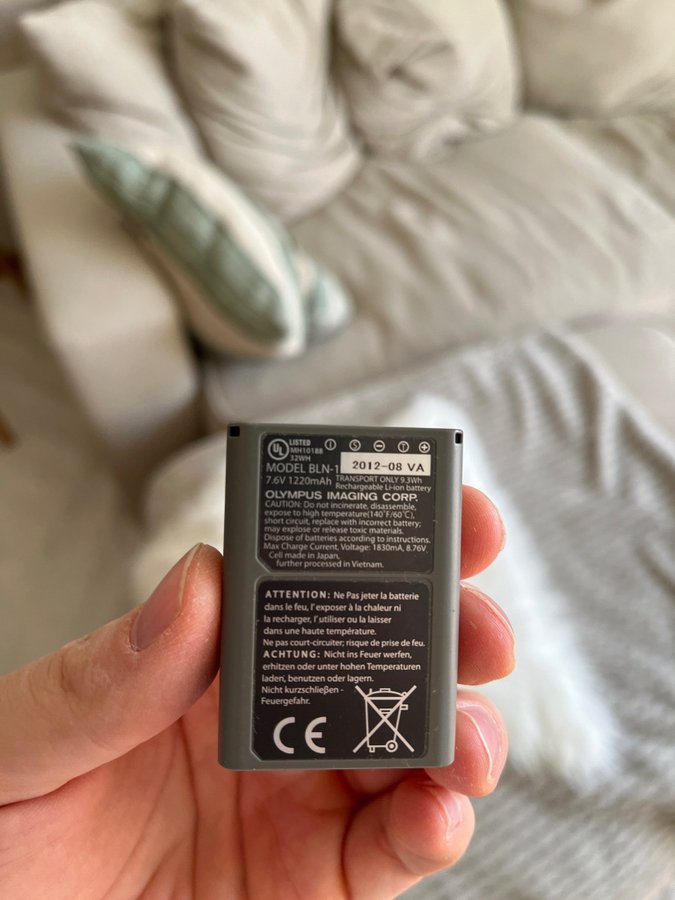 UL LISTED
MH10188
32WH
MODEL BLN-1
2012-08 VA
7.6V 1220mAh TRANSPORT ONLY 9.3Wh
Rechargeable Li-ion battery
OLYMPUS IMAGING CORP.
CAUTION: Do not incinerate, disassemble,
expose to high temperature(140°F/60°C),
short circuit, replace with incorrect battery;
may explode or release toxic materials.
Dispose of batteries according to instructions.
Max Charge Current, Voltage: 1830mA, 8.76V
Cell made in Japan,
further processed in Vietnam.
ATTENTION: Ne Pas jeter la batterie
dans le feu, l'exposer à la chaleur ni
la recharger, l'utiliser ou la laisser
dans une haute température.
Ne pas court-circuiter; risque de prise de feu.
ACHTUNG: Nicht ins Feuer werfen,
erhitzen oder unter hohen Temperaturen
laden, benutzen oder lagern.
Nicht kurzschließen -
Feuergefahr.
CE